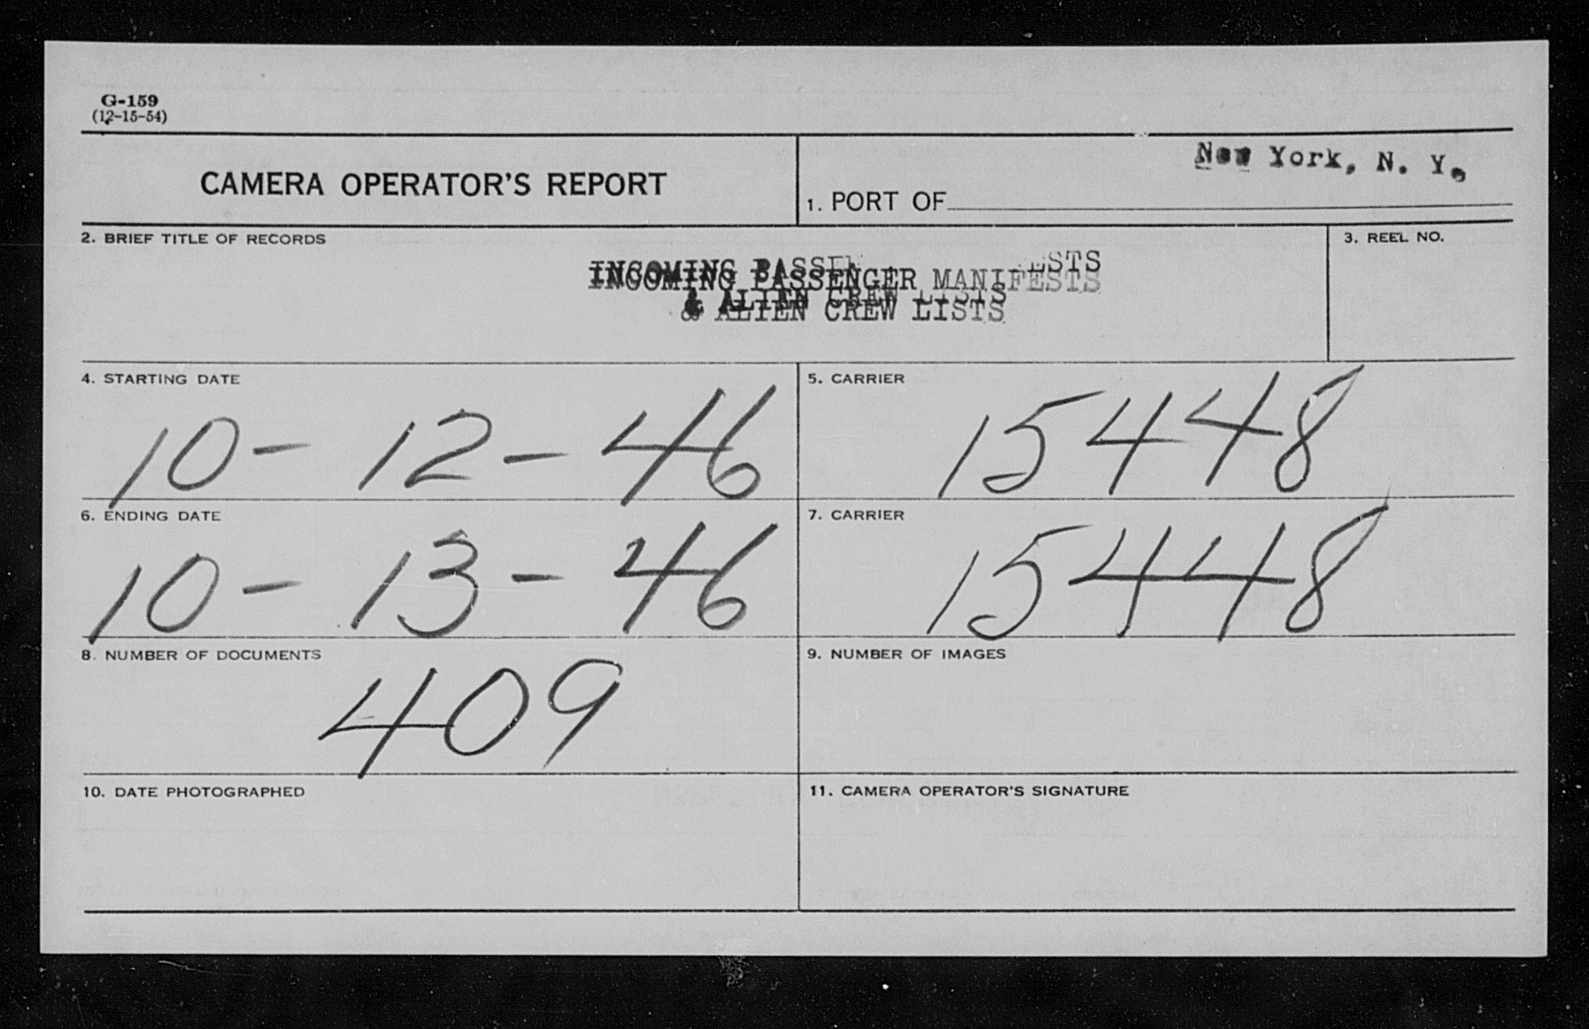 G-159
(12-15-54)
CAMERA OPERATOR'S REPORT
1. PORT OF New York, N. Y.
2. BRIEF TITLE OF RECORDS
3. REEL NO.
INCOMING PASSENGER MANIFESTS
& ALIEN CREW LISTS
4. STARTING DATE
10-12-46
5. CARRIER
15448
6. ENDING DATE
10-13-46
7. CARRIER
15448
8. NUMBER OF DOCUMENTS
409
9. NUMBER OF IMAGES
10. DATE PHOTOGRAPHED
11. CAMERA OPERATOR'S SIGNATURE